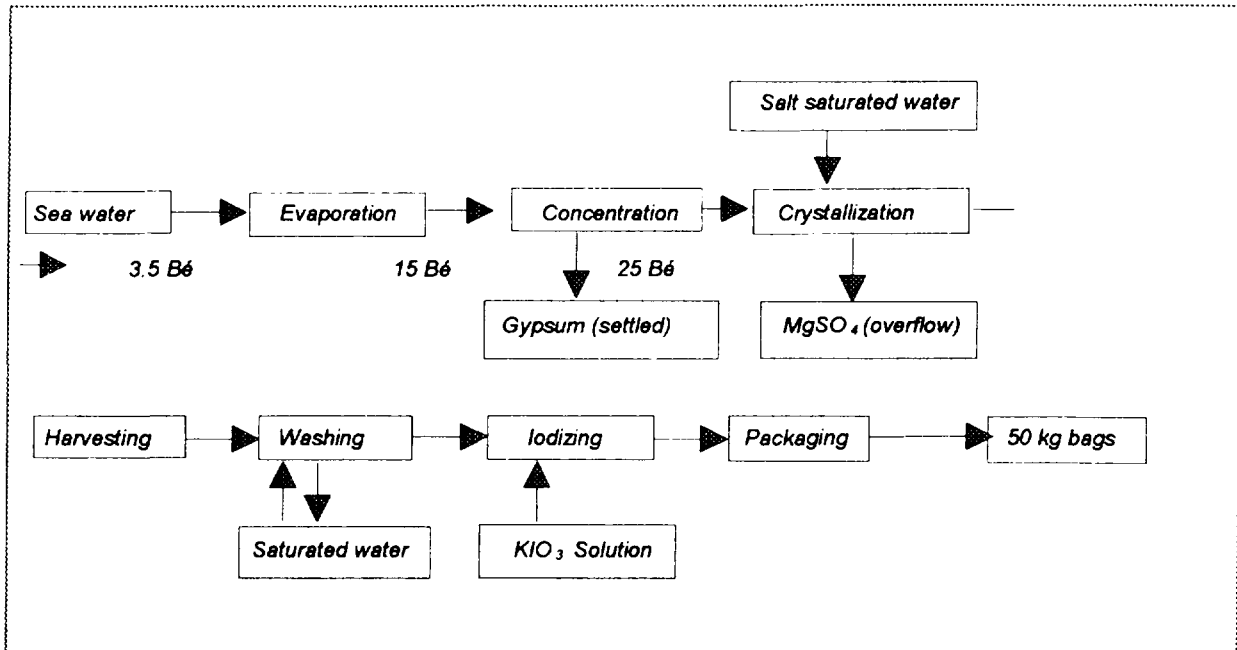 Salt saturated water
Sea water
Evaporation
Concentration
Crystallization
3.5 Bé
15 Bé
25 Bé
Gypsum (settled)
MgSO₄ (overflow)
Harvesting
Washing
Iodizing
Packaging
50 kg bags
Saturated water
KIO₃ Solution